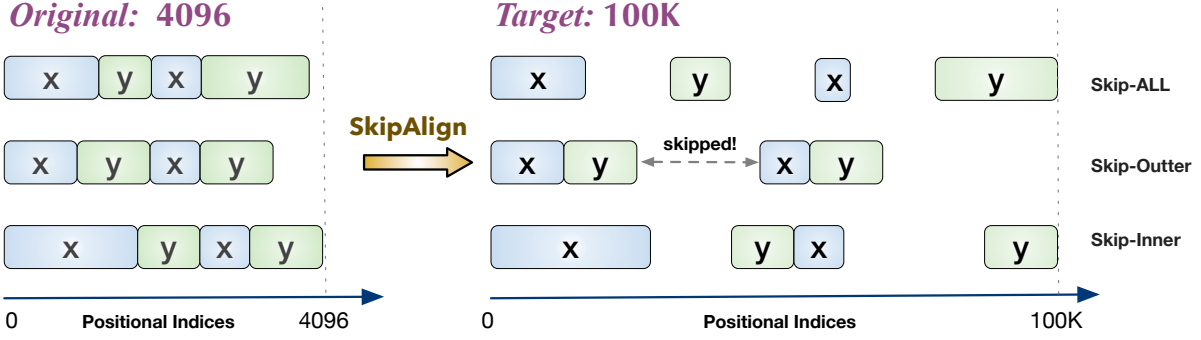 Original: 4096
Target: 100K
x y x y
x y x y
Skip-ALL
SkipAlign
x y x y
x y skipped! x y
Skip-Outter
x y x y
x y x y
Skip-Inner
0 Positional Indices 4096
0 Positional Indices 100K